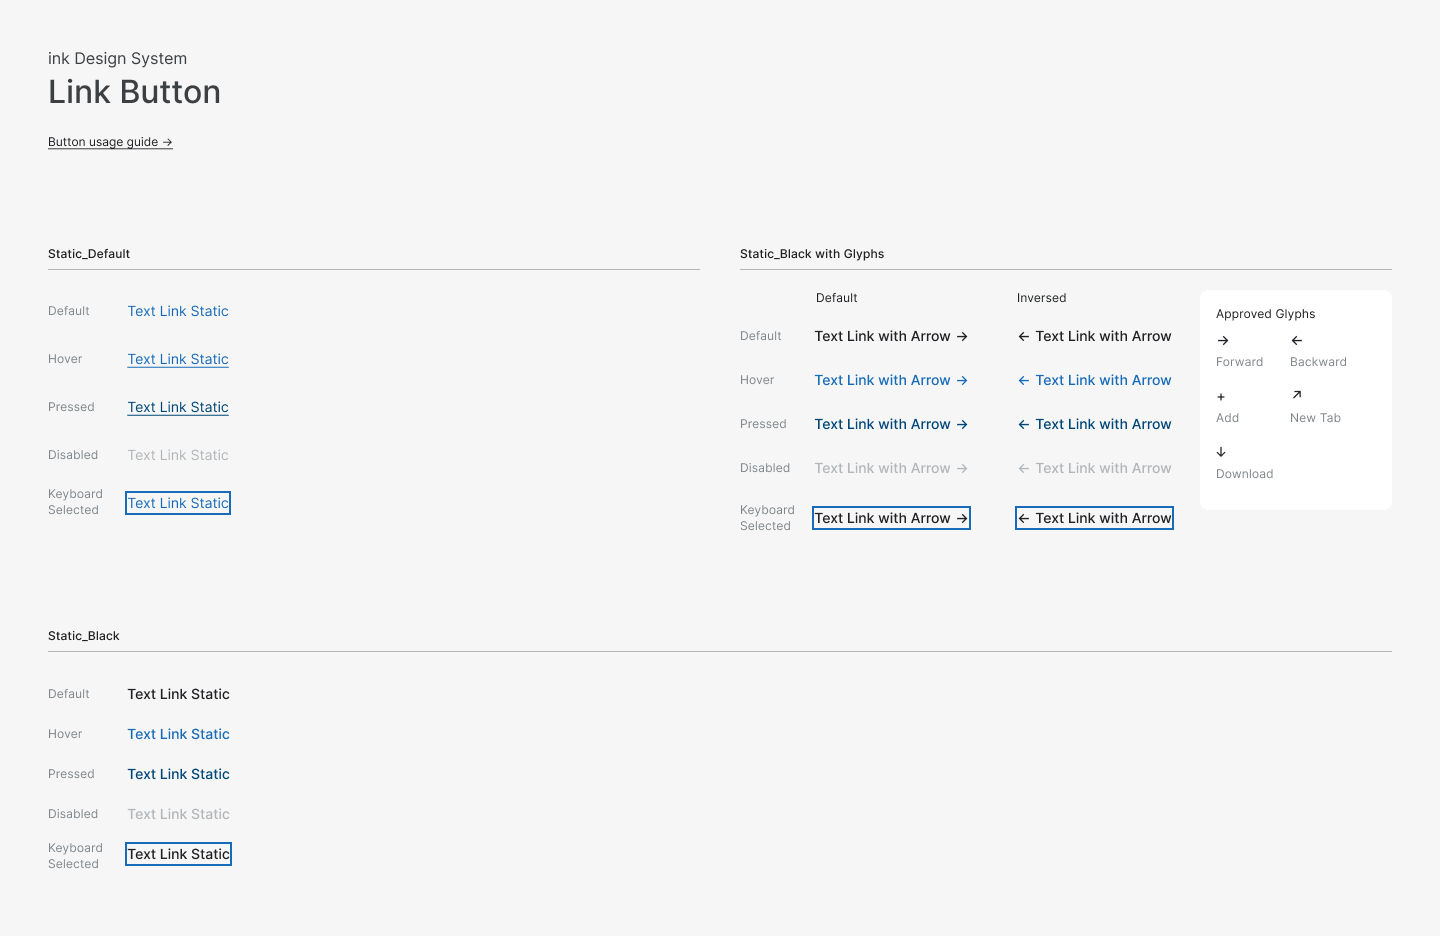 ink Design System
Link Button
Button usage guide →
Static_Default
Default Text Link Static
Hover Text Link Static
Pressed Text Link Static
Disabled Text Link Static
Keyboard
Selected
Text Link Static
Static_Black with Glyphs
Default Inversed
Default Text Link with Arrow → ← Text Link with Arrow
Hover Text Link with Arrow → ← Text Link with Arrow
Pressed Text Link with Arrow → ← Text Link with Arrow
Disabled Text Link with Arrow → ← Text Link with Arrow
Keyboard
Selected
Text Link with Arrow → ← Text Link with Arrow
Approved Glyphs
→ ←
Forward Backward
+ ↗
Add New Tab
↓
Download
Static_Black
Default Text Link Static
Hover Text Link Static
Pressed Text Link Static
Disabled Text Link Static
Keyboard
Selected
Text Link Static